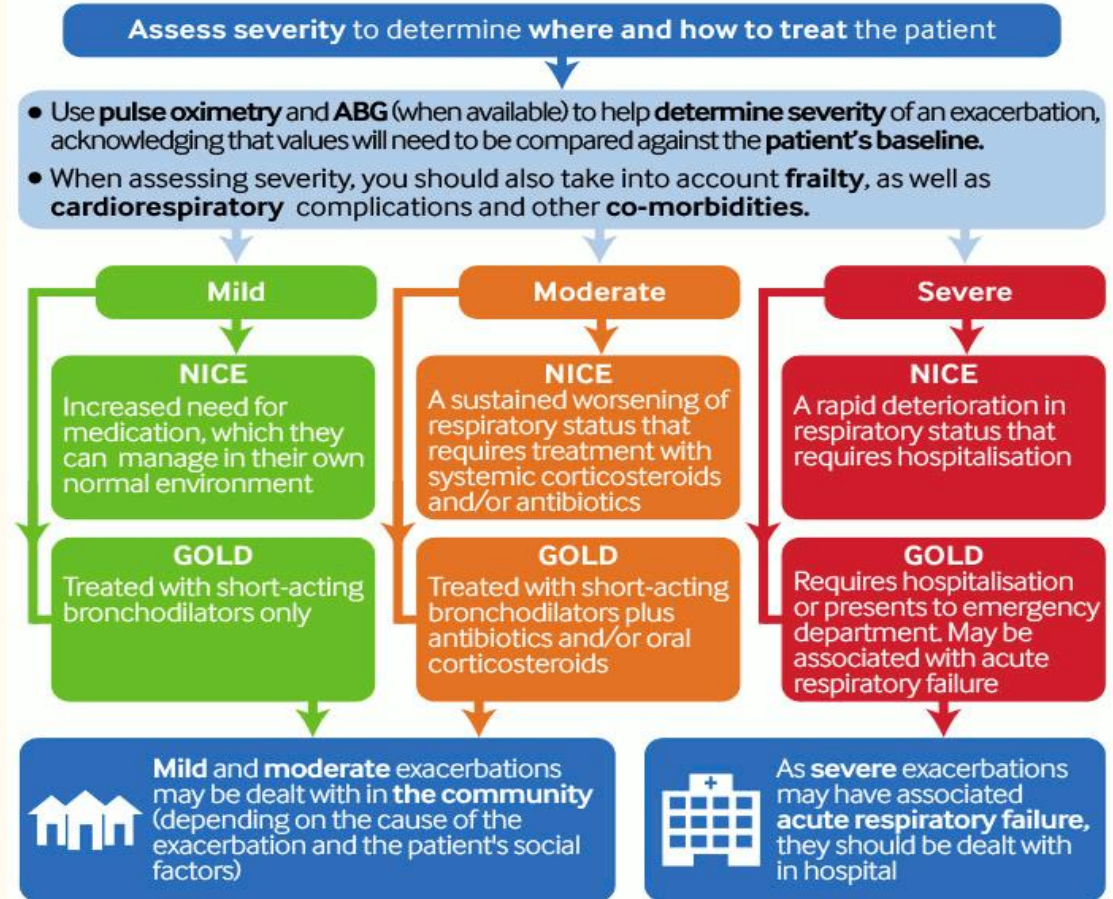 Assess severity to determine where and how to treat the patient
• Use pulse oximetry and ABG (when available) to help determine severity of an exacerbation,
acknowledging that values will need to be compared against the patient's baseline.
• When assessing severity, you should also take into account frailty, as well as
cardiorespiratory complications and other co-morbidities.
Mild
NICE
Increased need for
medication, which they
can manage in their own
normal environment
GOLD
Treated with short-acting
bronchodilators only
Moderate
NICE
A sustained worsening of
respiratory status that
requires treatment with
systemic corticosteroids
and/or antibiotics
GOLD
Treated with short-acting
bronchodilators plus
antibiotics and/or oral
corticosteroids
Severe
NICE
A rapid deterioration in
respiratory status that
requires hospitalisation
GOLD
Requires hospitalisation
or presents to emergency
department. May be
associated with acute
respiratory failure
Mild and moderate exacerbations
may be dealt with in the community
(depending on the cause of the
exacerbation and the patient's social
factors)
As severe exacerbations
may have associated
acute respiratory failure,
they should be dealt with
in hospital